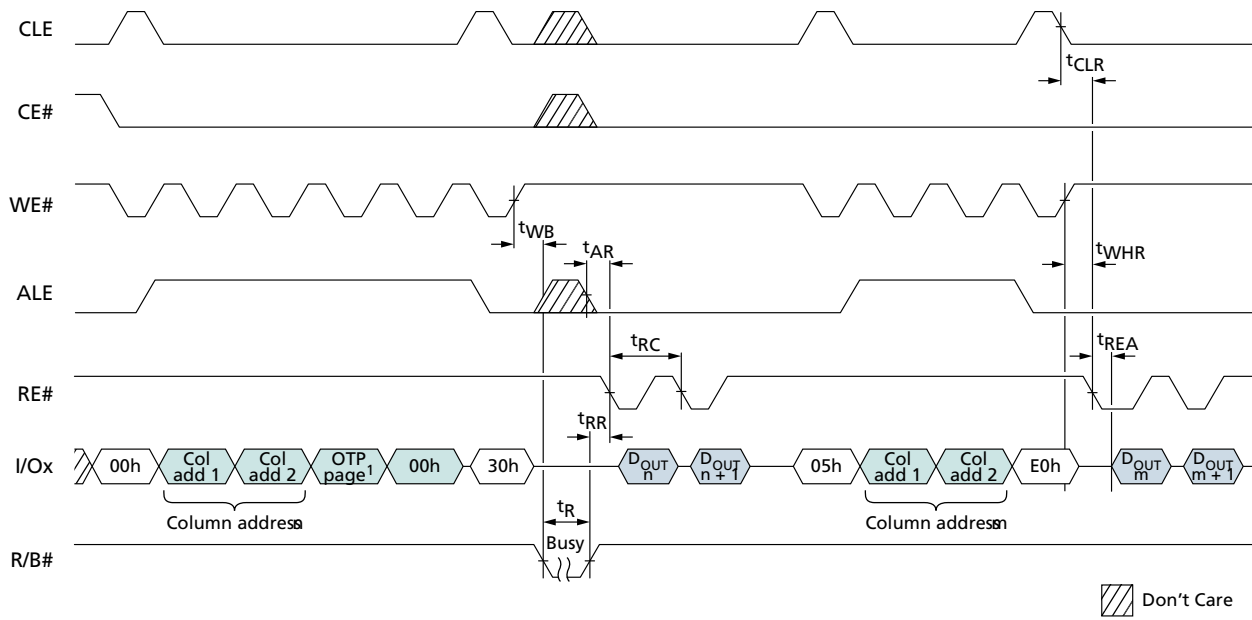 CLE
tCLR
CE#
WE#
tWB
tAR
tWHR
ALE
tRC
tREA
RE#
tRR
I/Ox
00h
Col add 1
Col add 2
OTP page1
00h
30h
DOUT n
DOUT n + 1
05h
Col add 1
Col add 2
E0h
DOUT m
DOUT m + 1
Column address n
tR
Column address m
Busy
R/B#
Don't Care